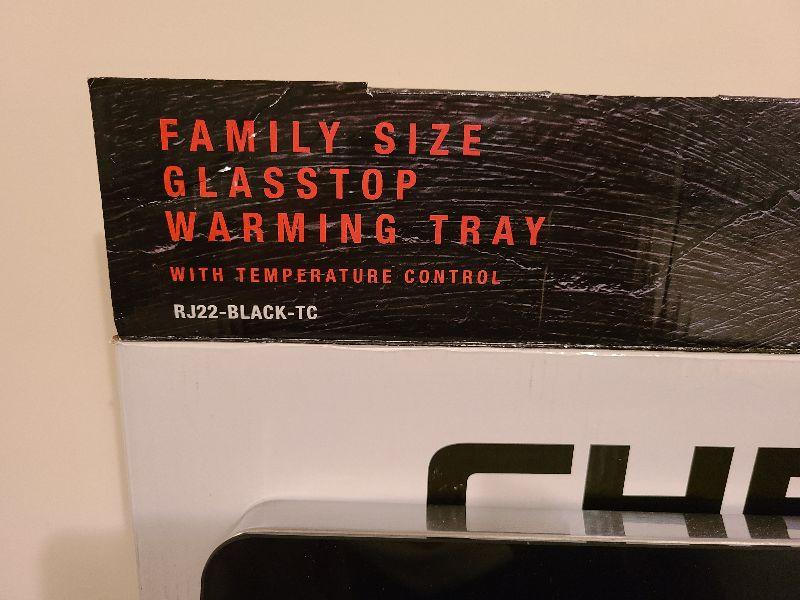 FAMILY SIZE
GLASSTOP
WARMING TRAY
WITH TEMPERATURE CONTROL
RJ22-BLACK-TC